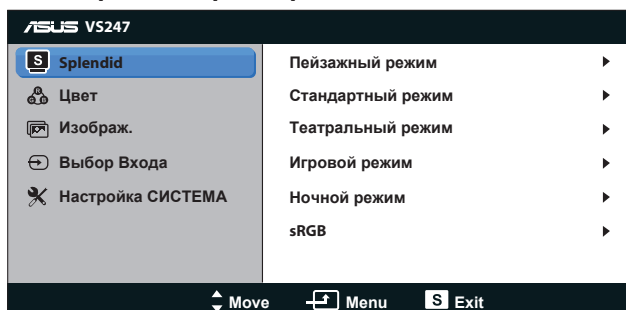 ASUS VS247
S Splendid
Цвет
Изображ.
Выбор Входа
Настройка СИСТЕМА
Пейзажный режим
Стандартный режим
Театральный режим
Игровой режим
Ночной режим
sRGB
Move Menu S Exit